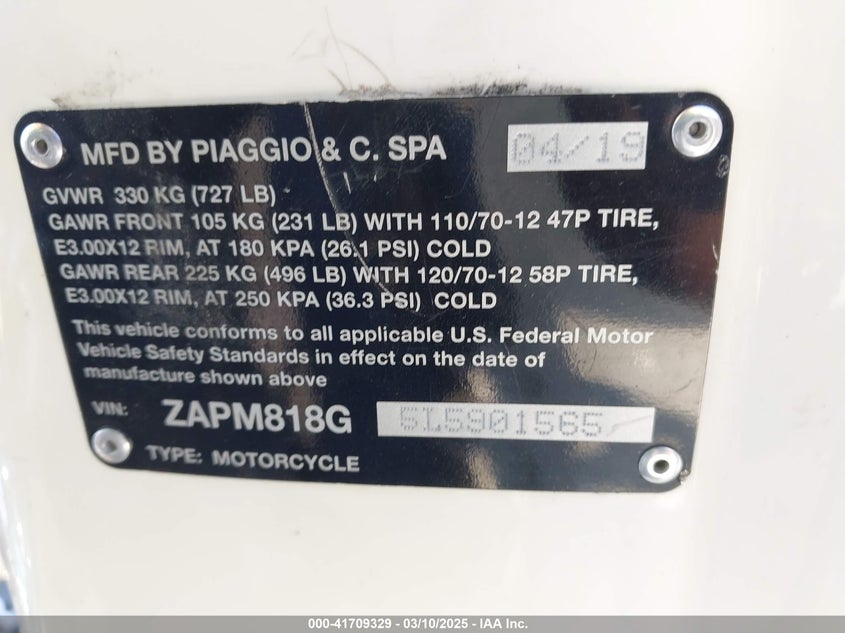 MFD BY PIAGGIO & C. SPA 04/19
GVWR 330 KG (727 LB)
GAWR FRONT 105 KG (231 LB) WITH 110/70-12 47P TIRE,
E3.00X12 RIM, AT 180 KPA (26.1 PSI) COLD
GAWR REAR 225 KG (496 LB) WITH 120/70-12 58P TIRE,
E3.00X12 RIM, AT 250 KPA (36.3 PSI) COLD
This vehicle conforms to all applicable U.S. Federal Motor
Vehicle Safety Standards in effect on the date of
manufacture shown above
VIN: ZAPM818G 5L5901565
TYPE: MOTORCYCLE
000-41709329 — 03/10/2025 — IAA Inc.